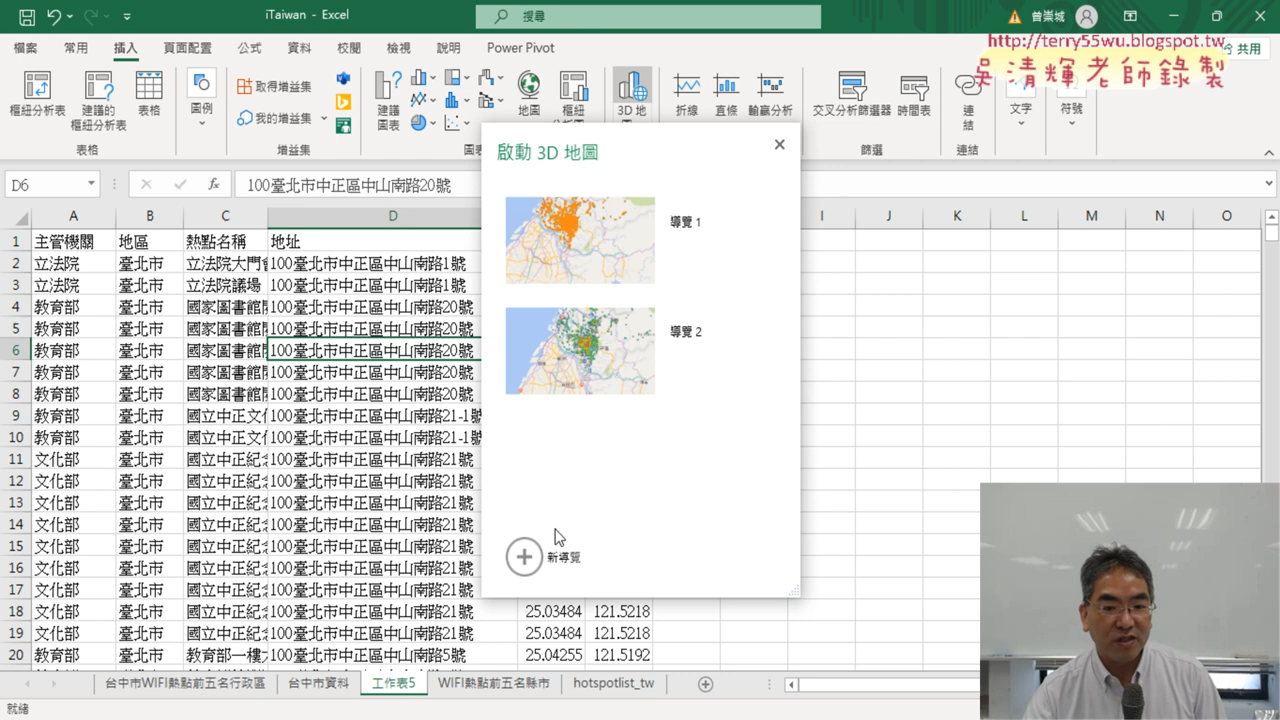 iTaiwan - Excel
搜尋
曾崇城
檔案 常用 插入 頁面配置 公式 資料 校閱 檢視 說明 Power Pivot
共用
http://terry55wu.blogspot.tw
吳清輝老師錄製
樞紐分析表
建議的
樞紐分析表
表格
圖例
取得增益集
我的增益集
建議
圖表
地圖
樞紐
3D 地
折線
直條
輸贏分析
交叉分析篩選器
時間表
連
結
文字
符號
表格
增益集
篩選
連結
D6
fx
100臺北市中正區中山南路20號
A B C D I J K L M N O
1 主管機關 地區 熱點名稱 地址
2 立法院 臺北市 立法院大門 100臺北市中正區中山南路1號
3 立法院 臺北市 立法院議場 100臺北市中正區中山南路1號
4 教育部 臺北市 國家圖書館 100臺北市中正區中山南路20號
5 教育部 臺北市 國家圖書館 100臺北市中正區中山南路20號
6 教育部 臺北市 國家圖書館 100臺北市中正區中山南路20號
7 教育部 臺北市 國家圖書館 100臺北市中正區中山南路20號
8 教育部 臺北市 國家圖書館 100臺北市中正區中山南路20號
9 教育部 臺北市 國立中正文 100臺北市中正區中山南路21-1號
10 教育部 臺北市 國立中正文 100臺北市中正區中山南路21-1號
11 文化部 臺北市 國立中正紀 100臺北市中正區中山南路21號
12 文化部 臺北市 國立中正紀 100臺北市中正區中山南路21號
13 文化部 臺北市 國立中正紀 100臺北市中正區中山南路21號
14 文化部 臺北市 國立中正紀 100臺北市中正區中山南路21號
15 文化部 臺北市 國立中正紀 100臺北市中正區中山南路21號
16 文化部 臺北市 國立中正紀 100臺北市中正區中山南路21號
17 文化部 臺北市 國立中正紀 100臺北市中正區中山南路21號
18 文化部 臺北市 國立中正紀 100臺北市中正區中山南路21號 25.03484 121.5218
19 文化部 臺北市 國立中正紀 100臺北市中正區中山南路21號 25.03484 121.5218
20 教育部 臺北市 教育部一樓 100臺北市中正區中山南路5號 25.04255 121.5192
啟動 3D 地圖
導覽 1
導覽 2
新導覽
台中市WIFI熱點前五名行政區 台中市資料 工作表5 WIFI熱點前五名縣市 hotspotlist_tw
就緒